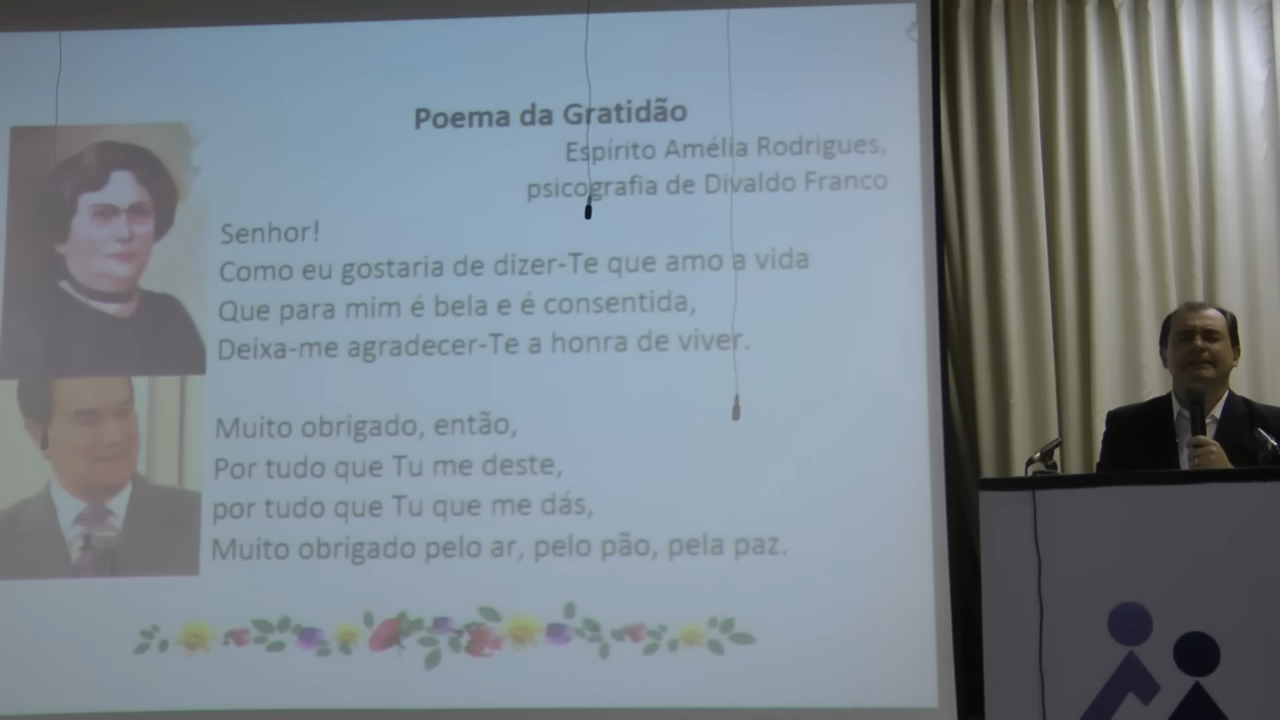 Poema da Gratidão
Espírito Amélia Rodrigues,
psicografia de Divaldo Franco
Senhor!
Como eu gostaria de dizer-Te que amo a vida
Que para mim é bela e é consentida,
Deixa-me agradecer-Te a honra de viver.
Muito obrigado, então,
Por tudo que Tu me deste,
por tudo que Tu que me dás,
Muito obrigado pelo ar, pelo pão, pela paz.